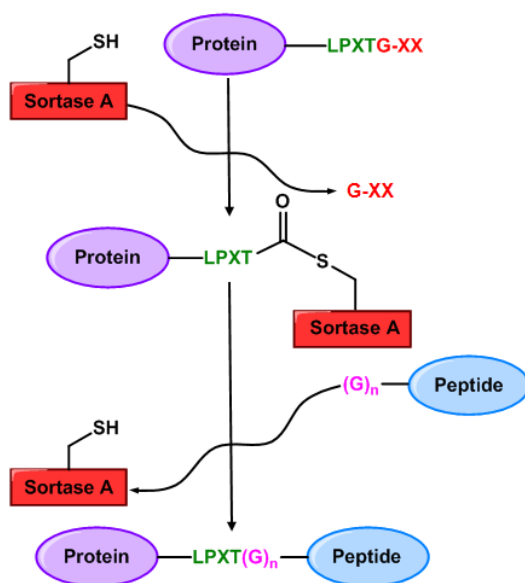 SH
Protein
LPXTG-XX
Sortase A
G-XX
O
Protein
LPXT
S
Sortase A
(G)n
Peptide
SH
Sortase A
Protein
LPXT(G)n
Peptide